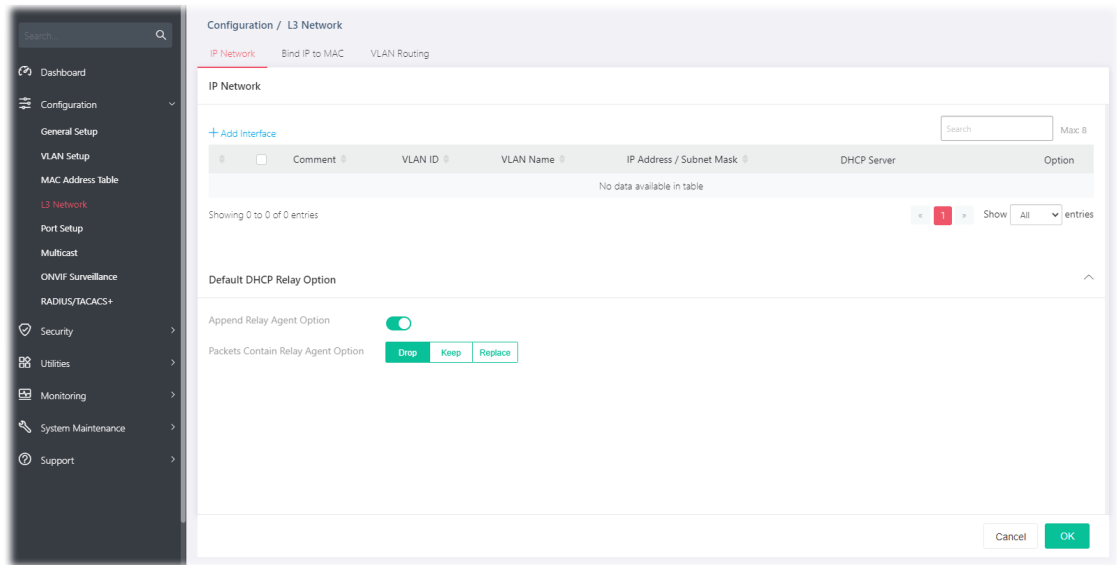 Search...
Dashboard
Configuration
General Setup
VLAN Setup
MAC Address Table
L3 Network
Port Setup
Multicast
ONVIF Surveillance
RADIUS/TACACS+
Security
Utilities
Monitoring
System Maintenance
Support
Configuration / L3 Network
IP Network Bind IP to MAC VLAN Routing
IP Network
+ Add Interface Search Max: 8
Comment VLAN ID VLAN Name IP Address / Subnet Mask DHCP Server Option
No data available in table
Showing 0 to 0 of 0 entries « 1 » Show All entries
Default DHCP Relay Option
Append Relay Agent Option
Packets Contain Relay Agent Option Drop Keep Replace
Cancel OK